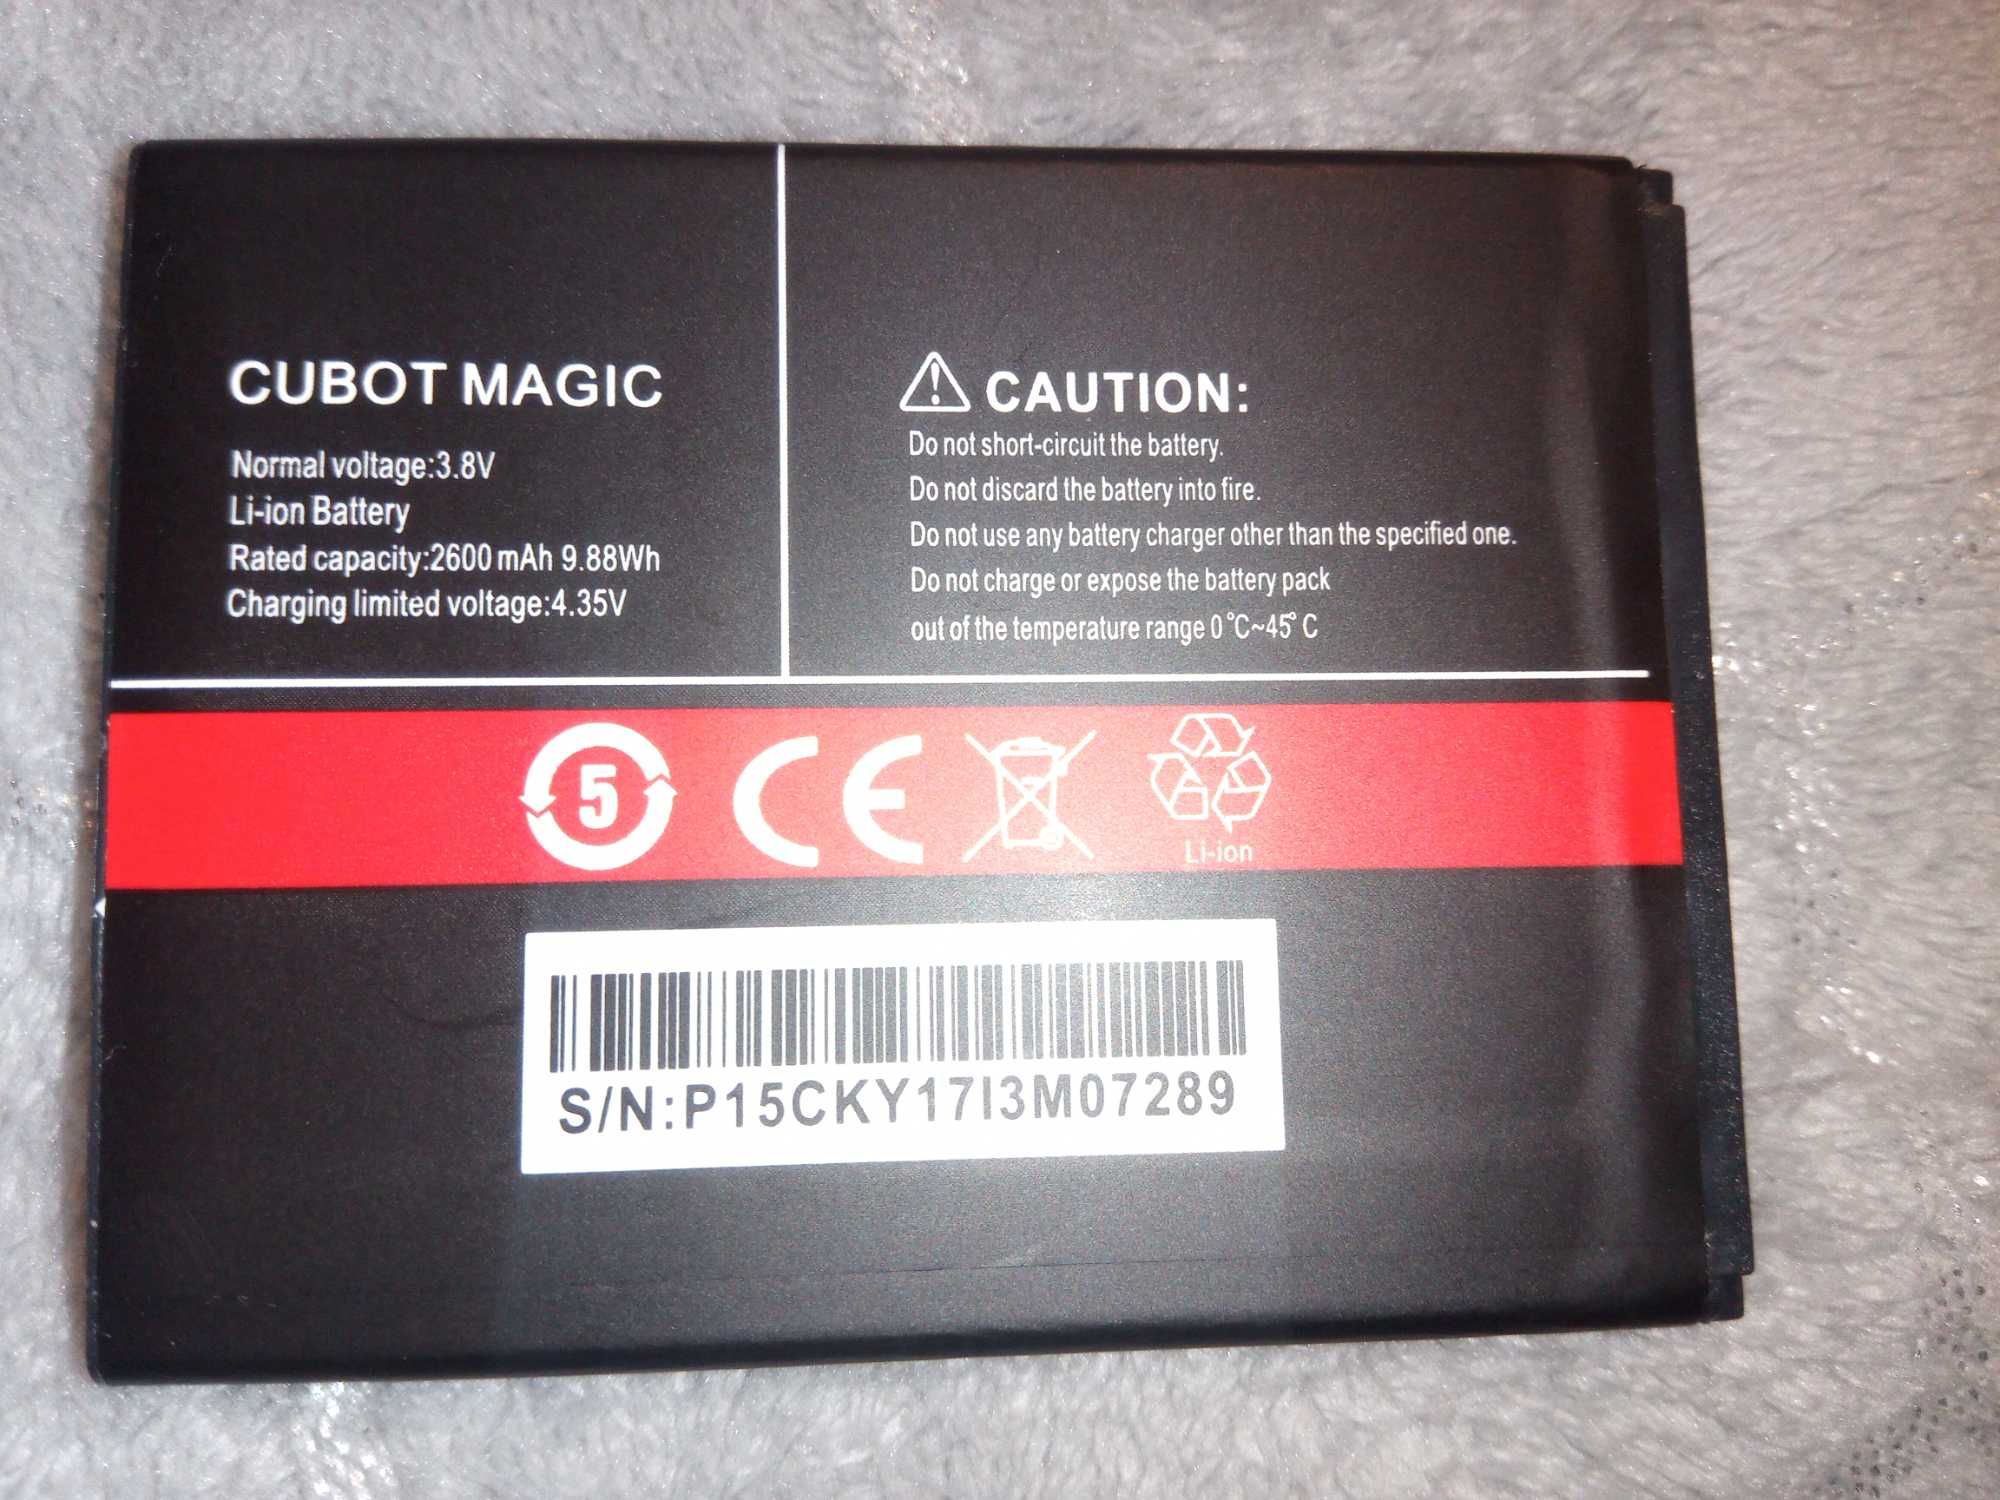 CUBOT MAGIC
Normal voltage:3.8V
Li-ion Battery
Rated capacity:2600 mAh 9.88Wh
Charging limited voltage:4.35V
CAUTION:
Do not short-circuit the battery.
Do not discard the battery into fire.
Do not use any battery charger other than the specified one.
Do not charge or expose the battery pack
out of the temperature range 0°C~45°C
5 CE
Li-ion
S/N:P15CKY17I3M07289